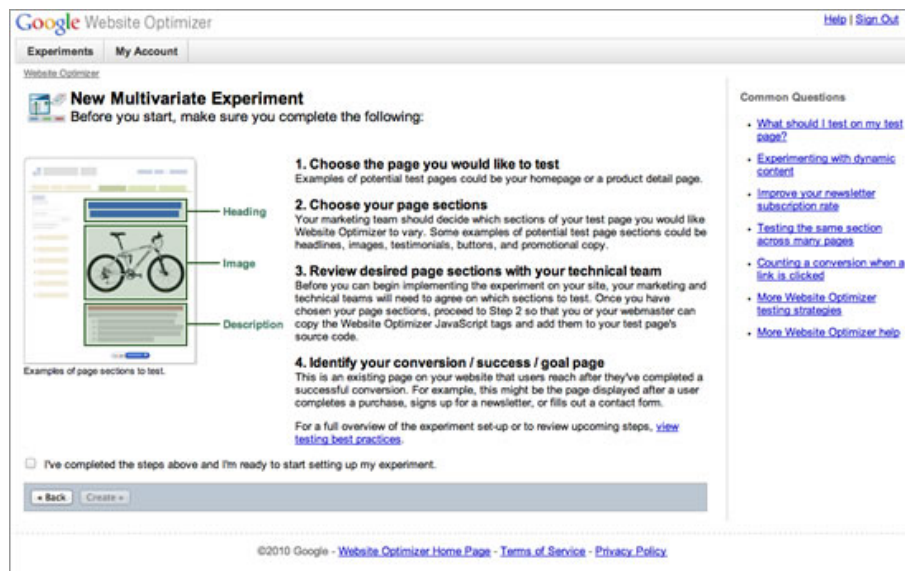 Google Website Optimizer
Help | Sign Out
Experiments
My Account
Website Optimizer
New Multivariate Experiment
Before you start, make sure you complete the following:
Heading
Image
Description
Examples of page sections to test.
1. Choose the page you would like to test
Examples of potential test pages could be your homepage or a product detail page.
2. Choose your page sections
Your marketing team should decide which sections of your test page you would like
Website Optimizer to vary. Some examples of potential test page sections could be
headlines, images, testimonials, buttons, and promotional copy.
3. Review desired page sections with your technical team
Before you can begin implementing the experiment on your site, your marketing and
technical teams will need to agree on which sections to test. Once you have
chosen your page sections, proceed to Step 2 so that you or your webmaster can
copy the Website Optimizer JavaScript tags and add them to your test page's
source code.
4. Identify your conversion / success / goal page
This is an existing page on your website that users reach after they've completed a
successful conversion. For example, this might be the page displayed after a user
completes a purchase, signs up for a newsletter, or fills out a contact form.
For a full overview of the experiment set-up or to review upcoming steps, view
testing best practices.
I've completed the steps above and I'm ready to start setting up my experiment.
« Back
Create »
Common Questions
What should I test on my test
page?
Experimenting with dynamic
content
Improve your newsletter
subscription rate
Testing the same section
across many pages
Counting a conversion when a
link is clicked
More Website Optimizer
testing strategies
More Website Optimizer help
©2010 Google - Website Optimizer Home Page - Terms of Service - Privacy Policy